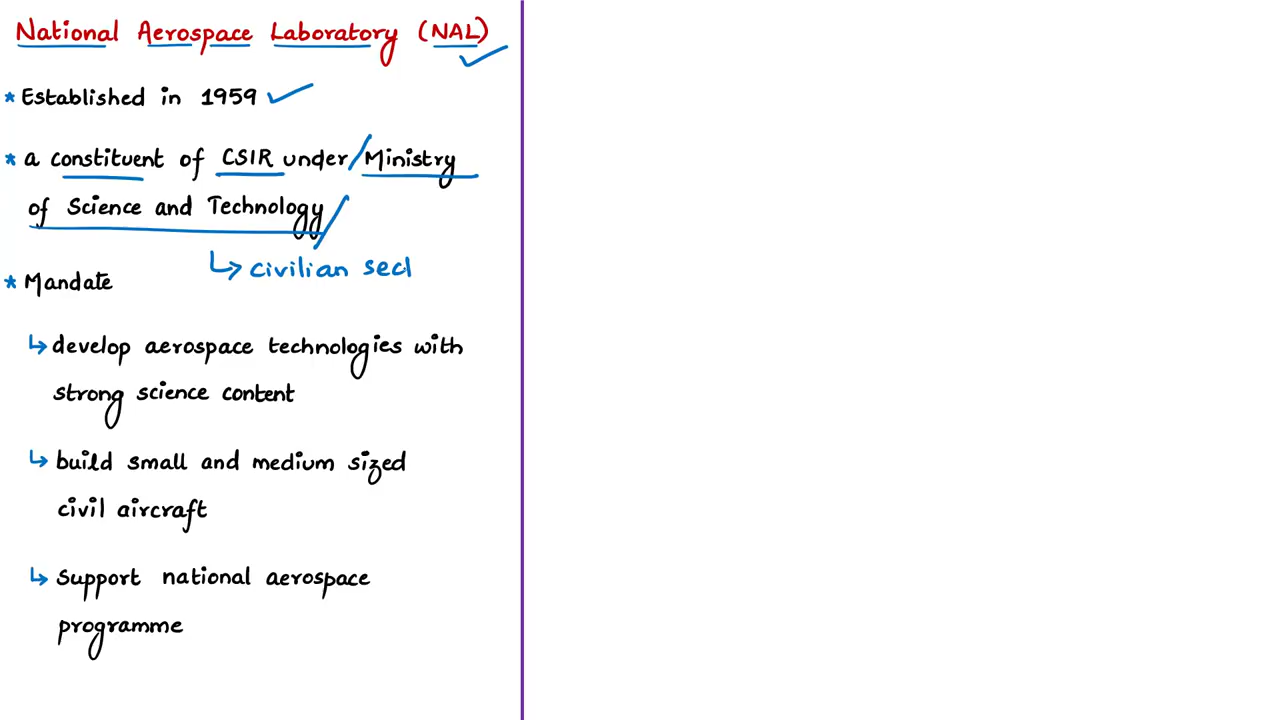 National Aerospace Laboratory (NAL)
* Established in 1959
* a constituent of CSIR under Ministry
of Science and Technology
↳ civilian
* Mandate
↳ develop aerospace technologies with
strong science content
↳ build small and medium sized
civil aircraft
↳ support national aerospace
programme